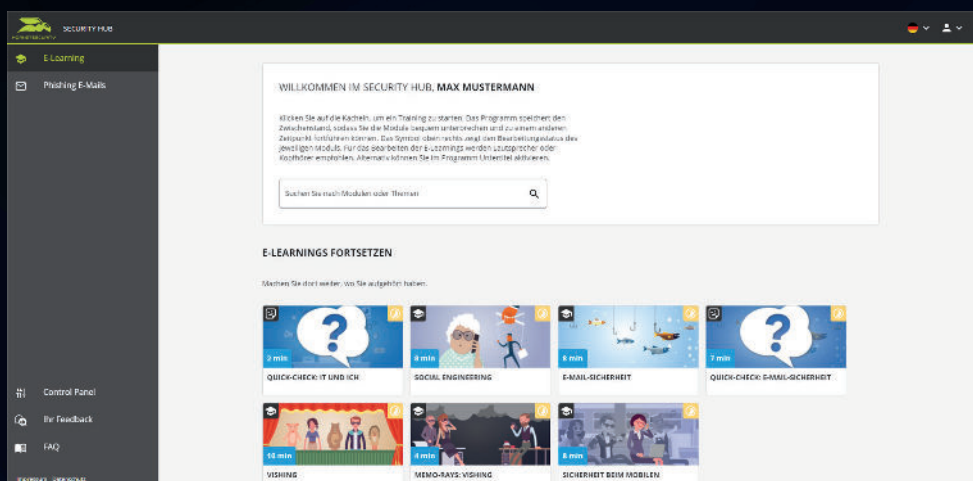 HORNETSECURITY
SECURITY HUB
E-Learning
Phishing E-Mails
WILLKOMMEN IM SECURITY HUB, MAX MUSTERMANN
Klicken Sie auf die Kacheln, um ein Training zu starten. Das Programm speichert den
Zwischenstand, sodass Sie die Module bequem unterbrechen und zu einem anderen
Zeitpunkt fortführen können. Das Symbol oben rechts zeigt den Bearbeitungsstatus des
jeweiligen Moduls. Für das Bearbeiten der E-Learnings werden Lautsprecher oder
Kopfhörer empfohlen. Alternativ können Sie im Programm Untertitel aktivieren.
Suchen Sie nach Modulen oder Themen
E-LEARNINGS FORTSETZEN
Machen Sie dort weiter, wo Sie aufgehört haben.
QUICK-CHECK: IT UND ICH
8 min
SOCIAL ENGINEERING
8 min
E-MAIL-SICHERHEIT
7 min
QUICK-CHECK: E-MAIL-SICHERHEIT
10 min
VISHING
4 min
MEMO-RAYS: VISHING
8 min
SICHERHEIT BEIM MOBILEN
Control Panel
Ihr Feedback
FAQ